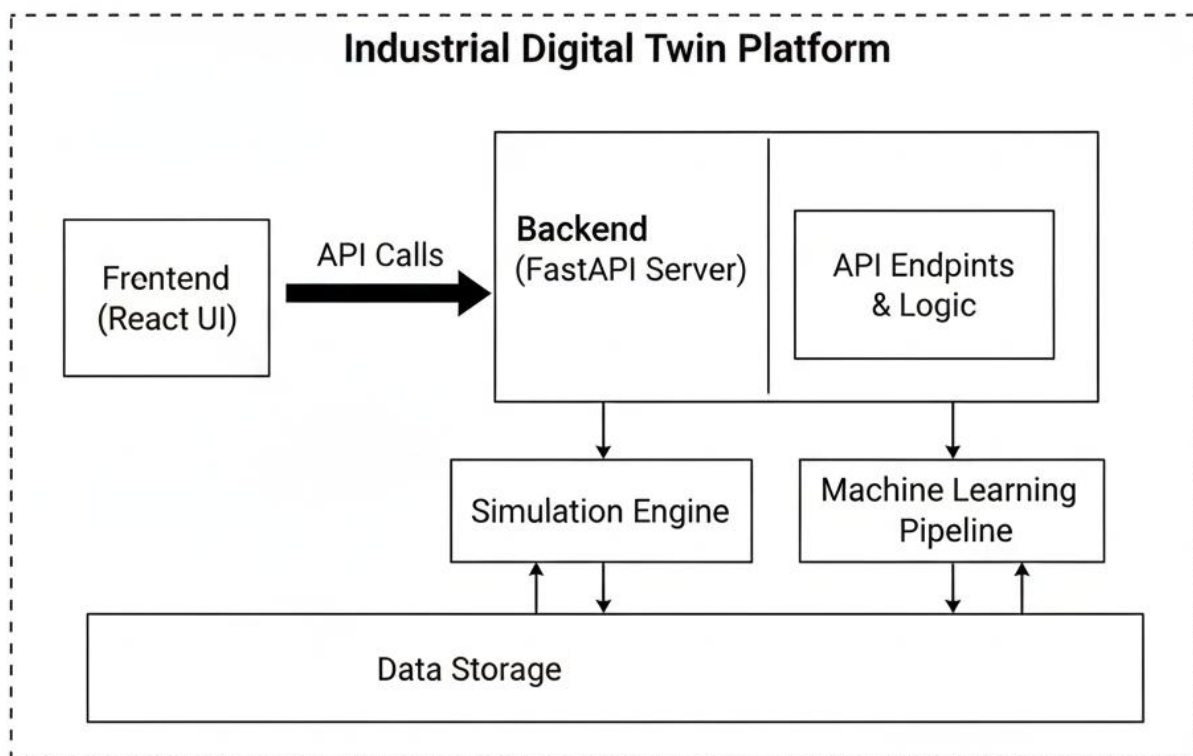 Industrial Digital Twin Platform
Frontend
(React UI)
API Calls
Backend
(FastAPI Server)
API Endpints
& Logic
Simulation Engine
Machine Learning
Pipeline
Data Storage